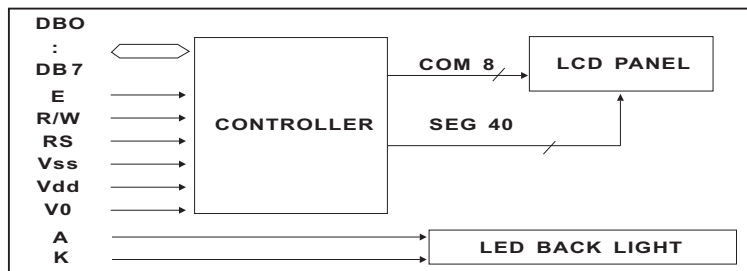 DBO
:
DB7
E
R/W
RS
Vss
Vdd
V0
A
K
CONTROLLER
COM 8
SEG 40
LCD PANEL
LED BACK LIGHT